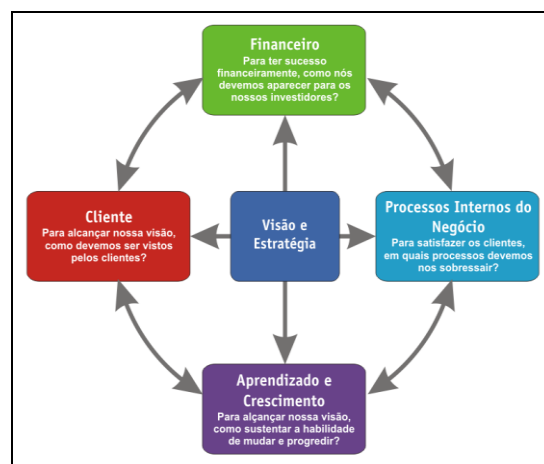 Financeiro
Para ter sucesso
financeiramente, como nós
devemos aparecer para os
nossos investidores?
Cliente
Para alcançar nossa visão,
como devemos ser vistos
pelos clientes?
Visão e
Estratégia
Processos Internos do
Negócio
Para satisfazer os clientes,
em quais processos devemos
nos sobressair?
Aprendizado e
Crescimento
Para alçançar nossa visão,
como sustentar a habilidade
de mudar e progredir?